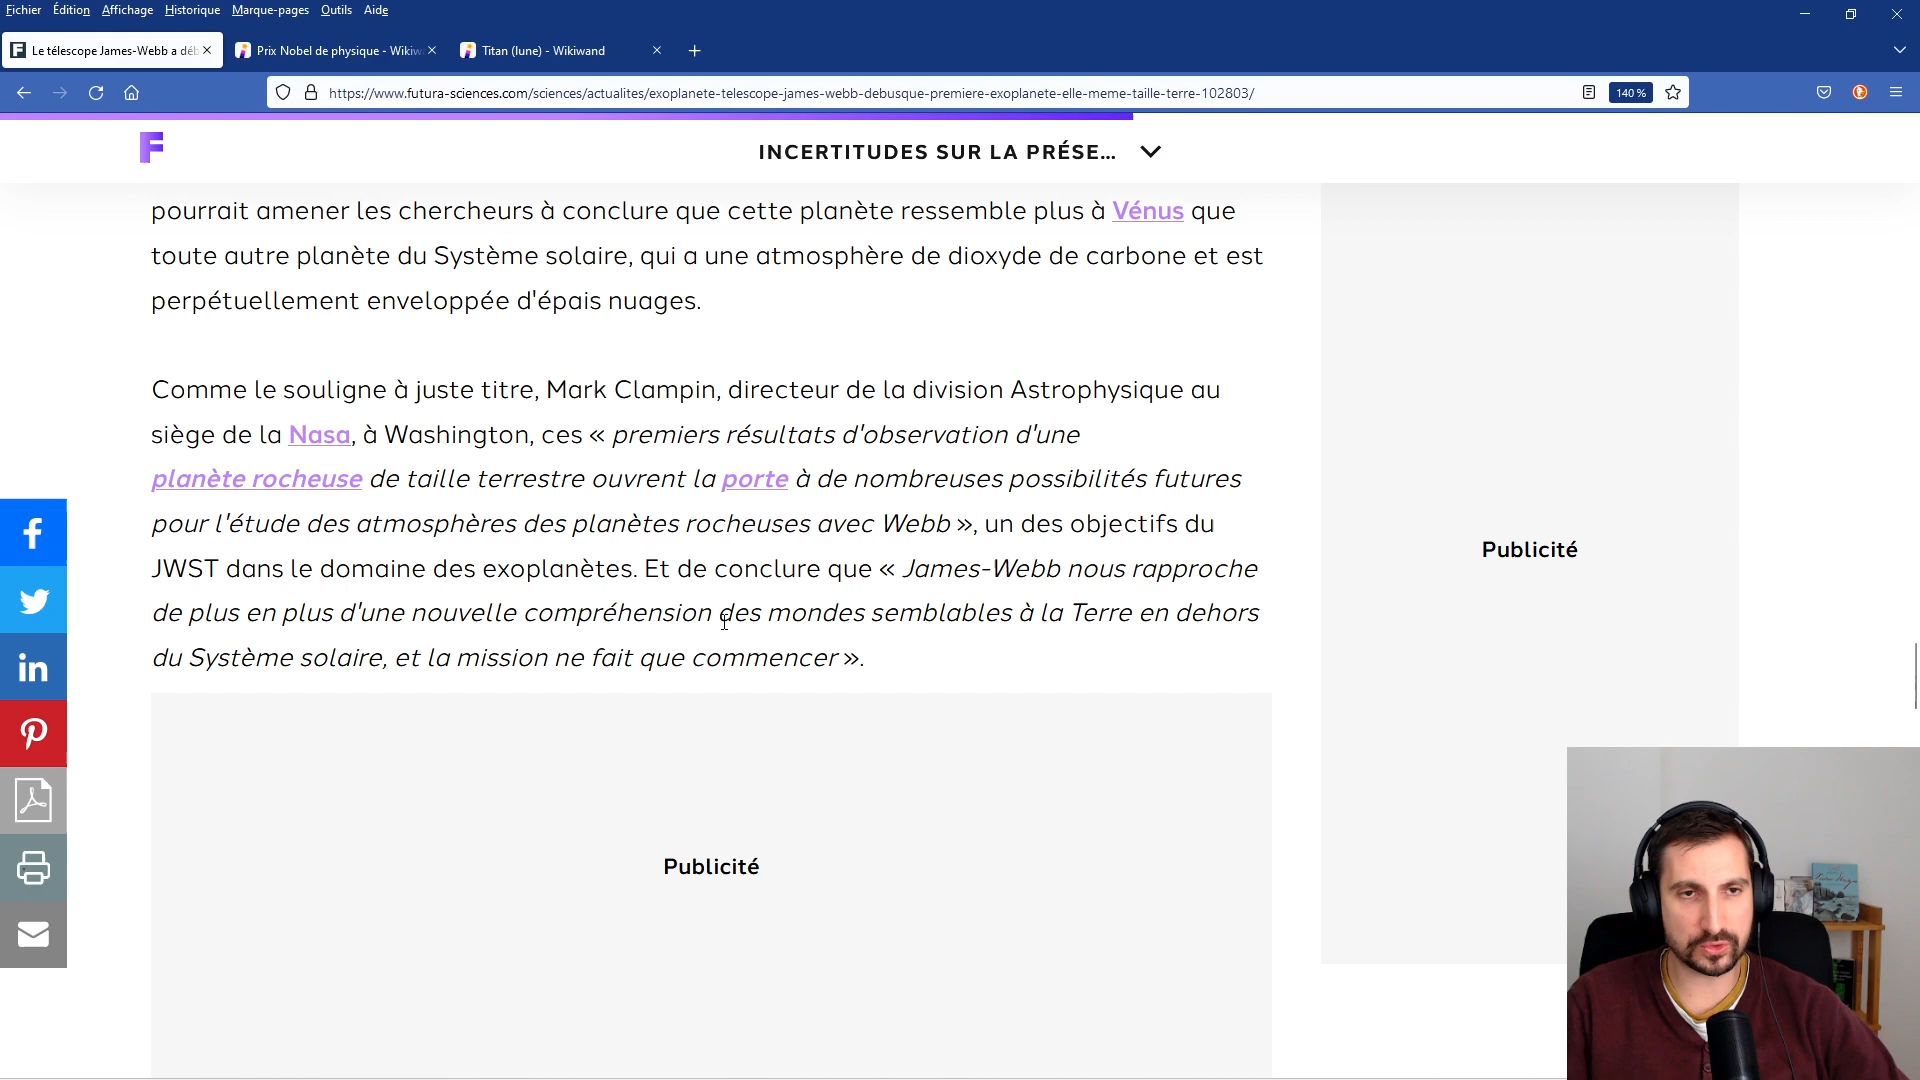 Fichier Édition Affichage Historique Marque-pages Outils Aide
Le télescope James-Webb a déb
Prix Nobel de physique - Wikiw
Titan (lune) - Wikiwand
https://www.futura-sciences.com/sciences/actualites/exoplanete-telescope-james-webb-debusque-premiere-exoplanete-elle-meme-taille-terre-102803/
140 %
INCERTITUDES SUR LA PRÉSE...
pourrait amener les chercheurs à conclure que cette planète ressemble plus à Vénus que
toute autre planète du Système solaire, qui a une atmosphère de dioxyde de carbone et est
perpétuellement enveloppée d'épais nuages.
Comme le souligne à juste titre, Mark Clampin, directeur de la division Astrophysique au
siège de la Nasa, à Washington, ces « premiers résultats d'observation d'une
planète rocheuse de taille terrestre ouvrent la porte à de nombreuses possibilités futures
pour l'étude des atmosphères des planètes rocheuses avec Webb », un des objectifs du
JWST dans le domaine des exoplanètes. Et de conclure que « James-Webb nous rapproche
de plus en plus d'une nouvelle compréhension des mondes semblables à la Terre en dehors
du Système solaire, et la mission ne fait que commencer ».
Publicité
Publicité